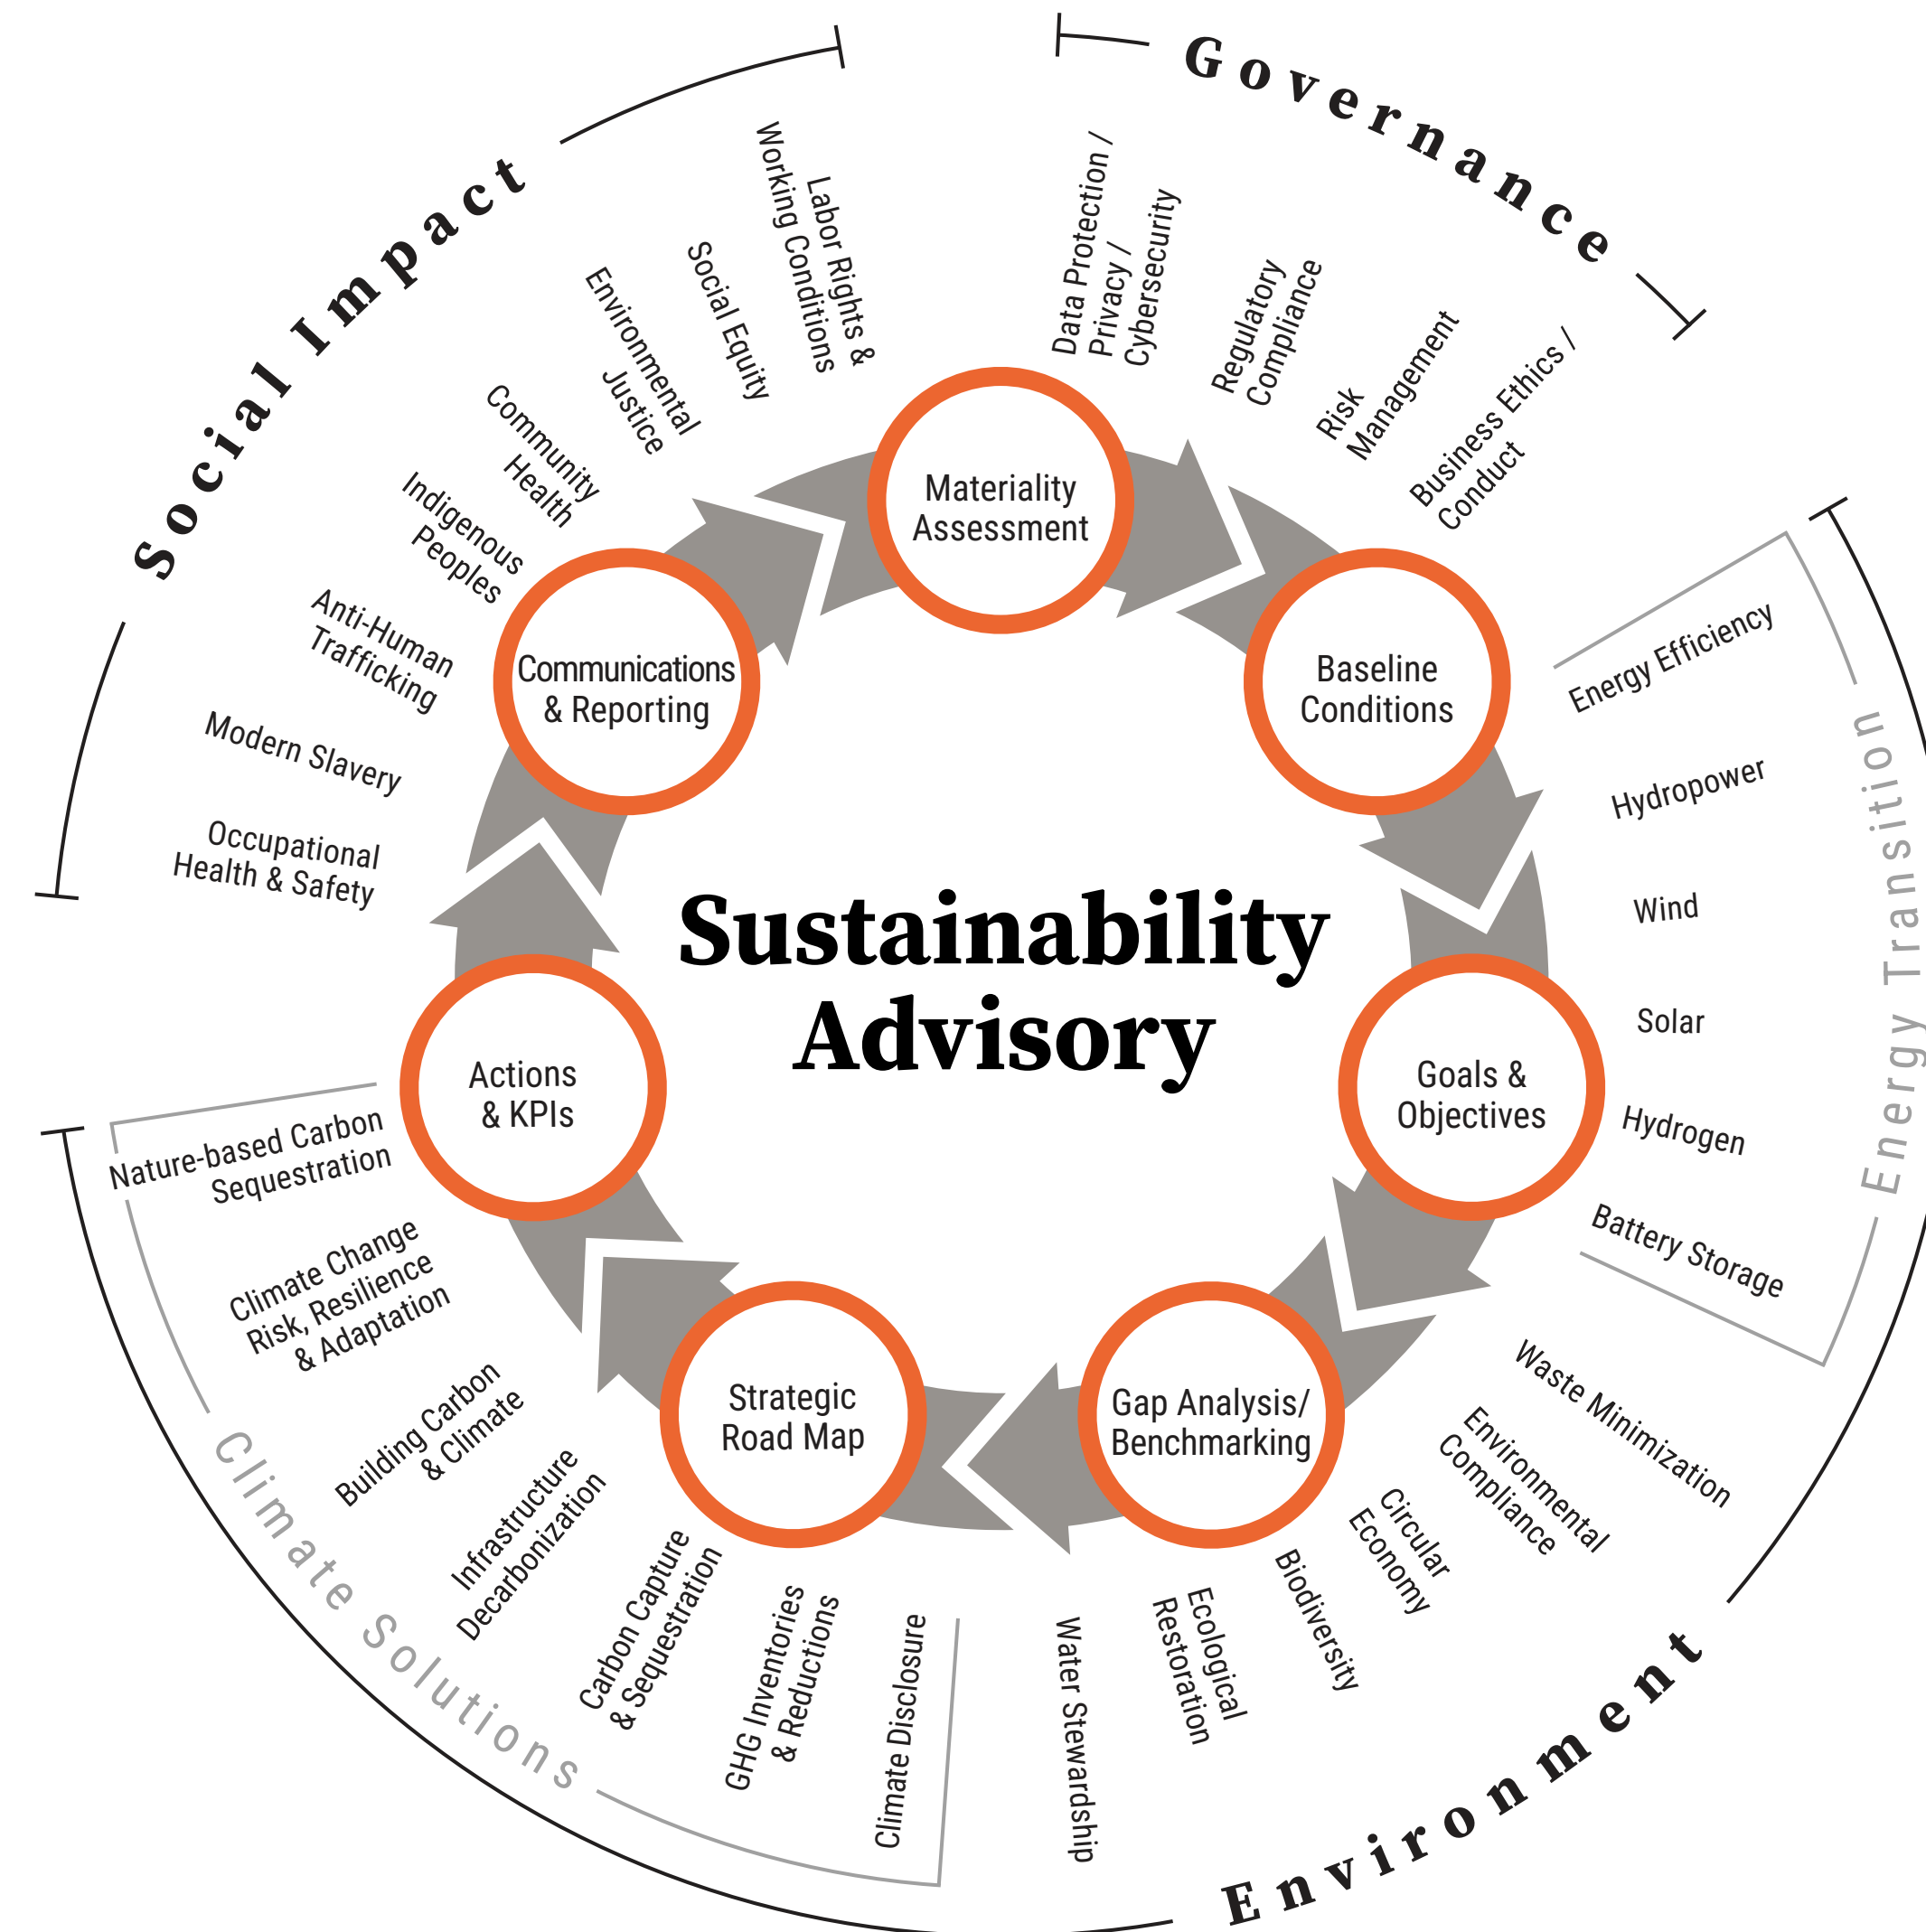 Sustainability
Advisory
Materiality
Assessment
Baseline
Conditions
Goals &
Objectives
Gap Analysis/
Benchmarking
Strategic
Road Map
Actions
& KPIs
Communications
& Reporting
Governance
Data Protection /
Privacy /
Cybersecurity
Regulatory
Compliance
Risk
Management
Business Ethics /
Conduct
Environment
Energy Transition
Energy Efficiency
Hydropower
Wind
Solar
Hydrogen
Battery Storage
Waste Minimization
Environmental
Compliance
Circular
Economy
Biodiversity
Ecological
Restoration
Water Stewardship
Climate Solutions
Climate Disclosure
GHG Inventories
& Reductions
Carbon Capture
& Sequestration
Infrastructure
Decarbonization
Building Carbon
& Climate
Climate Change
Risk, Resilience
& Adaptation
Nature-based Carbon
Sequestration
Social Impact
Occupational
Health & Safety
Modern Slavery
Anti-Human
Trafficking
Indigenous
Peoples
Community
Health
Environmental
Justice
Social Equity
Labor Rights &
Working Conditions